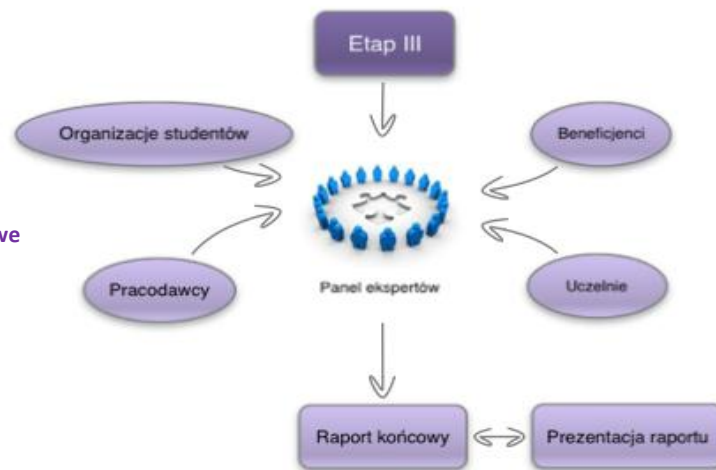 Etap III
Organizacje studentów
Beneficjenci
we
Pracodawcy
Panel ekspertów
Uczelnie
Raport końcowy
Prezentacja raportu